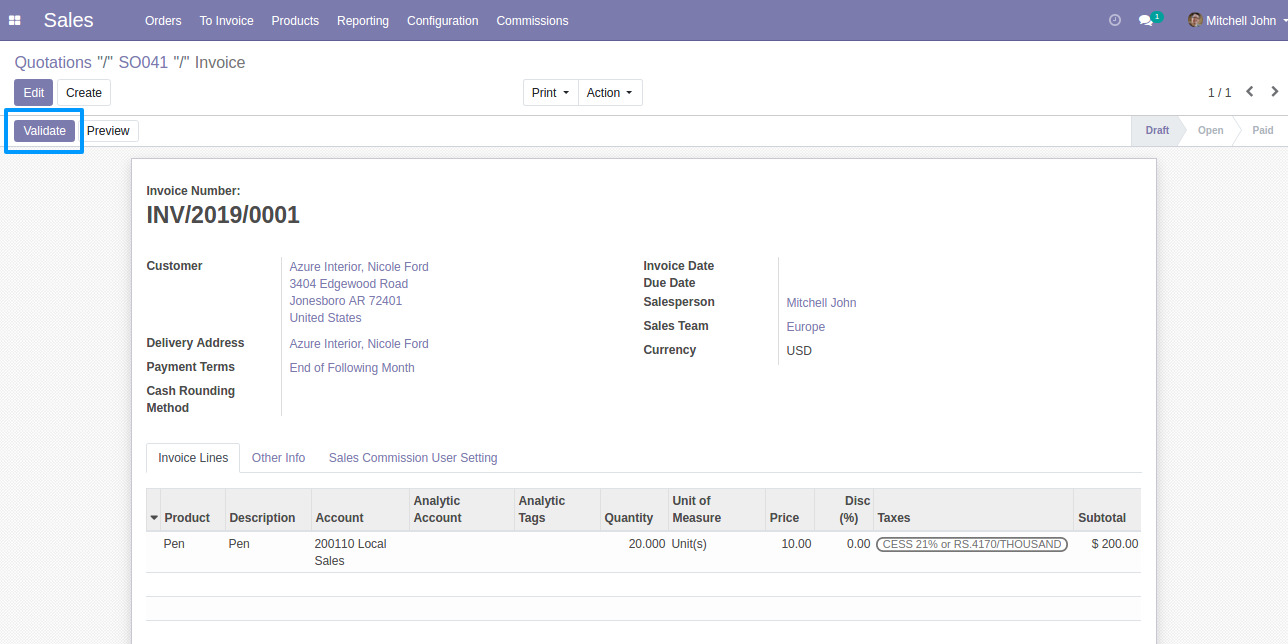 Sales Orders To Invoice Products Reporting Configuration Commissions 1 Mitchell John
Quotations "/" SO041 "/" Invoice
Edit Create Print Action 1 / 1
Validate Preview Draft Open Paid
Invoice Number:
INV/2019/0001
Customer Azure Interior, Nicole Ford Invoice Date
3404 Edgewood Road Due Date
Jonesboro AR 72401 Salesperson Mitchell John
United States Sales Team Europe
Delivery Address Azure Interior, Nicole Ford Currency USD
Payment Terms End of Following Month
Cash Rounding
Method
Invoice Lines Other Info Sales Commission User Setting
Product Description Account Analytic Account Analytic Tags Quantity Unit of Measure Price Disc (%) Taxes Subtotal
Pen Pen 200110 Local Sales 20.000 Unit(s) 10.00 0.00 CESS 21% or RS.4170/THOUSAND $ 200.00